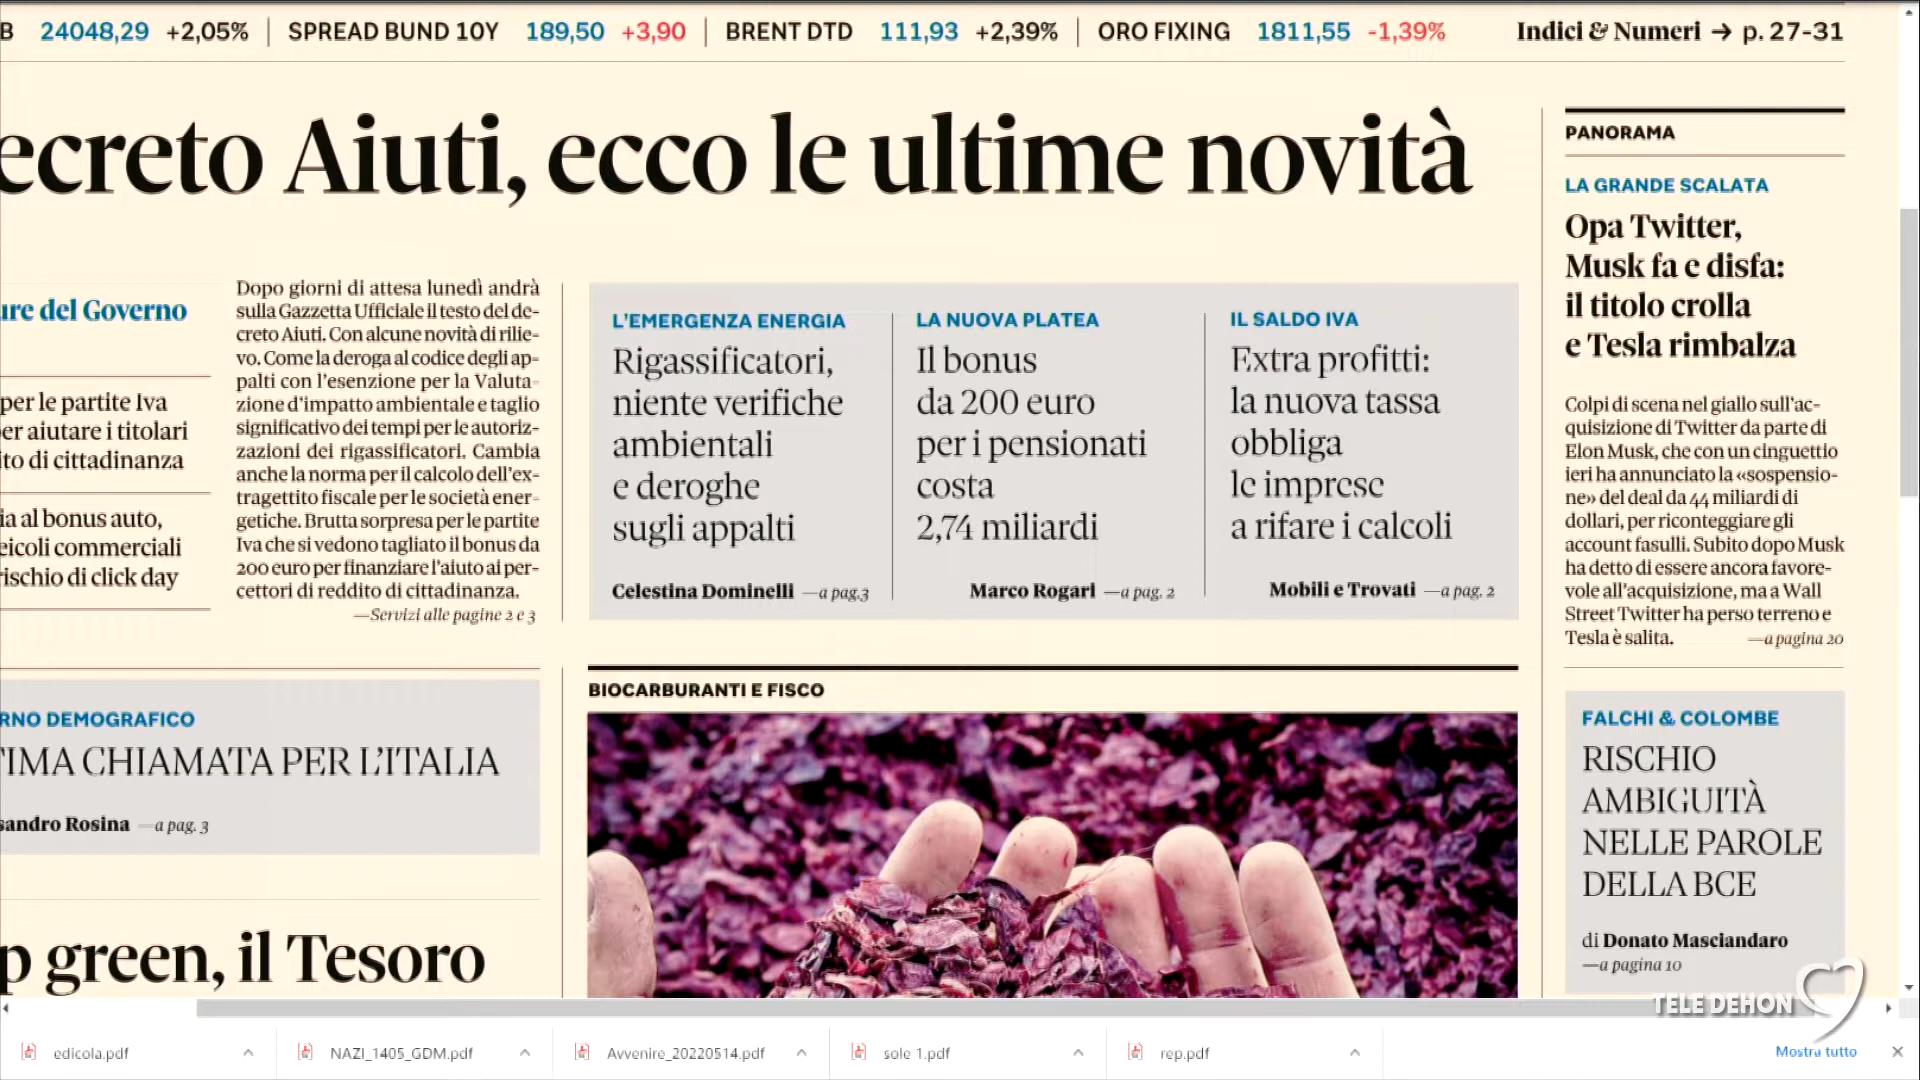 B 24048,29 +2,05% | SPREAD BUND 10Y 189,50 +3,90 | BRENT DTD 111,93 +2,39% | ORO FIXING 1811,55 -1,39% Indici & Numeri → p. 27-31
ecreto Aiuti, ecco le ultime novità
ure del Governo
per le partite Iva
er aiutare i titolari
ito di cittadinanza
ia al bonus auto,
eicoli commerciali
rischio di click day
Dopo giorni di attesa lunedì andrà
sulla Gazzetta Ufficiale il testo del de-
creto Aiuti. Con alcune novità di rilie-
vo. Come la deroga al codice degli ap-
palti con l'esenzione per la Valuta-
zione d'impatto ambientale e taglio
significativo dei tempi per le autoriz-
zazioni dei rigassificatori. Cambia
anche la norma per il calcolo dell'ex-
tragettito fiscale per le società ener-
getiche. Brutta sorpresa per le partite
Iva che si vedono tagliato il bonus da
200 euro per finanziare l'aiuto ai per-
cettori di reddito di cittadinanza.
—Servizi alle pagine 2 e 3
L'EMERGENZA ENERGIA
Rigassificatori,
niente verifiche
ambientali
e deroghe
sugli appalti
Celestina Dominelli —a pag.3
LA NUOVA PLATEA
Il bonus
da 200 euro
per i pensionati
costa
2,74 miliardi
Marco Rogari —a pag. 2
IL SALDO IVA
Extra profitti:
la nuova tassa
obbliga
le imprese
a rifare i calcoli
Mobili e Trovati —a pag. 2
PANORAMA
LA GRANDE SCALATA
Opa Twitter,
Musk fa e disfa:
il titolo crolla
e Tesla rimbalza
Colpi di scena nel giallo sull'ac-
quisizione di Twitter da parte di
Elon Musk, che con un cinguettio
ieri ha annunciato la «sospensio-
ne» del deal da 44 miliardi di
dollari, per riconteggiare gli
account fasulli. Subito dopo Musk
ha detto di essere ancora favore-
vole all'acquisizione, ma a Wall
Street Twitter ha perso terreno e
Tesla è salita. —a pagina 20
RNO DEMOGRAFICO
TIMA CHIAMATA PER L'ITALIA
sandro Rosina —a pag. 3
p green, il Tesoro
BIOCARBURANTI E FISCO
FALCHI & COLOMBE
RISCHIO
AMBIGUITÀ
NELLE PAROLE
DELLA BCE
di Donato Masciandaro
—a pagina 10
TELE DEHON
edicola.pdf
NAZI_1405_GDM.pdf
Avvenire_20220514.pdf
sole 1.pdf
rep.pdf
Mostra tutto